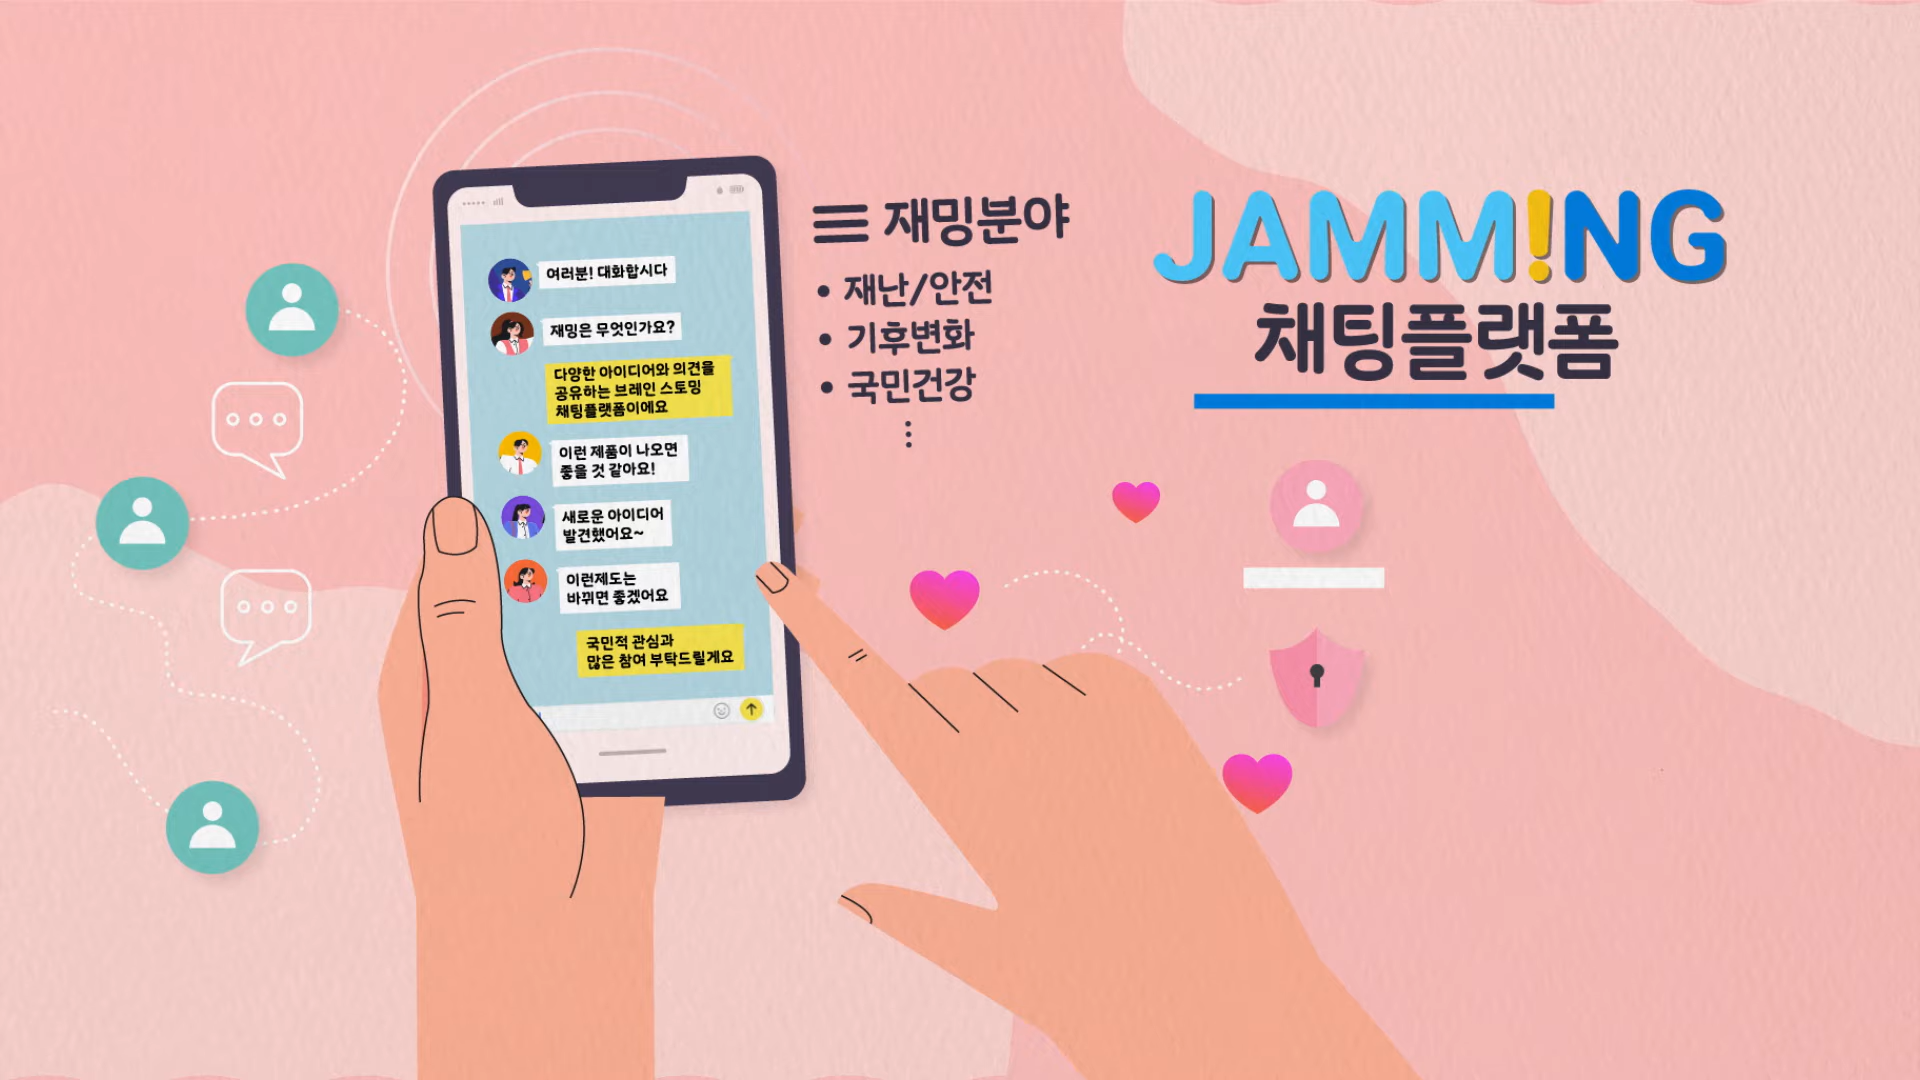 여러분! 대화합시다
재밍은 무엇인가요?
다양한 아이디어와 의견을
공유하는 브레인 스토밍
채팅플랫폼이에요
이런 제품이 나오면
좋을 것 같아요!
새로운 아이디어
발견했어요~
이런제도는
바뀌면 좋겠어요
국민적 관심과
많은 참여 부탁드릴게요
재밍분야
• 재난/안전
• 기후변화
• 국민건강
⋮
JAMM!NG
채팅플랫폼